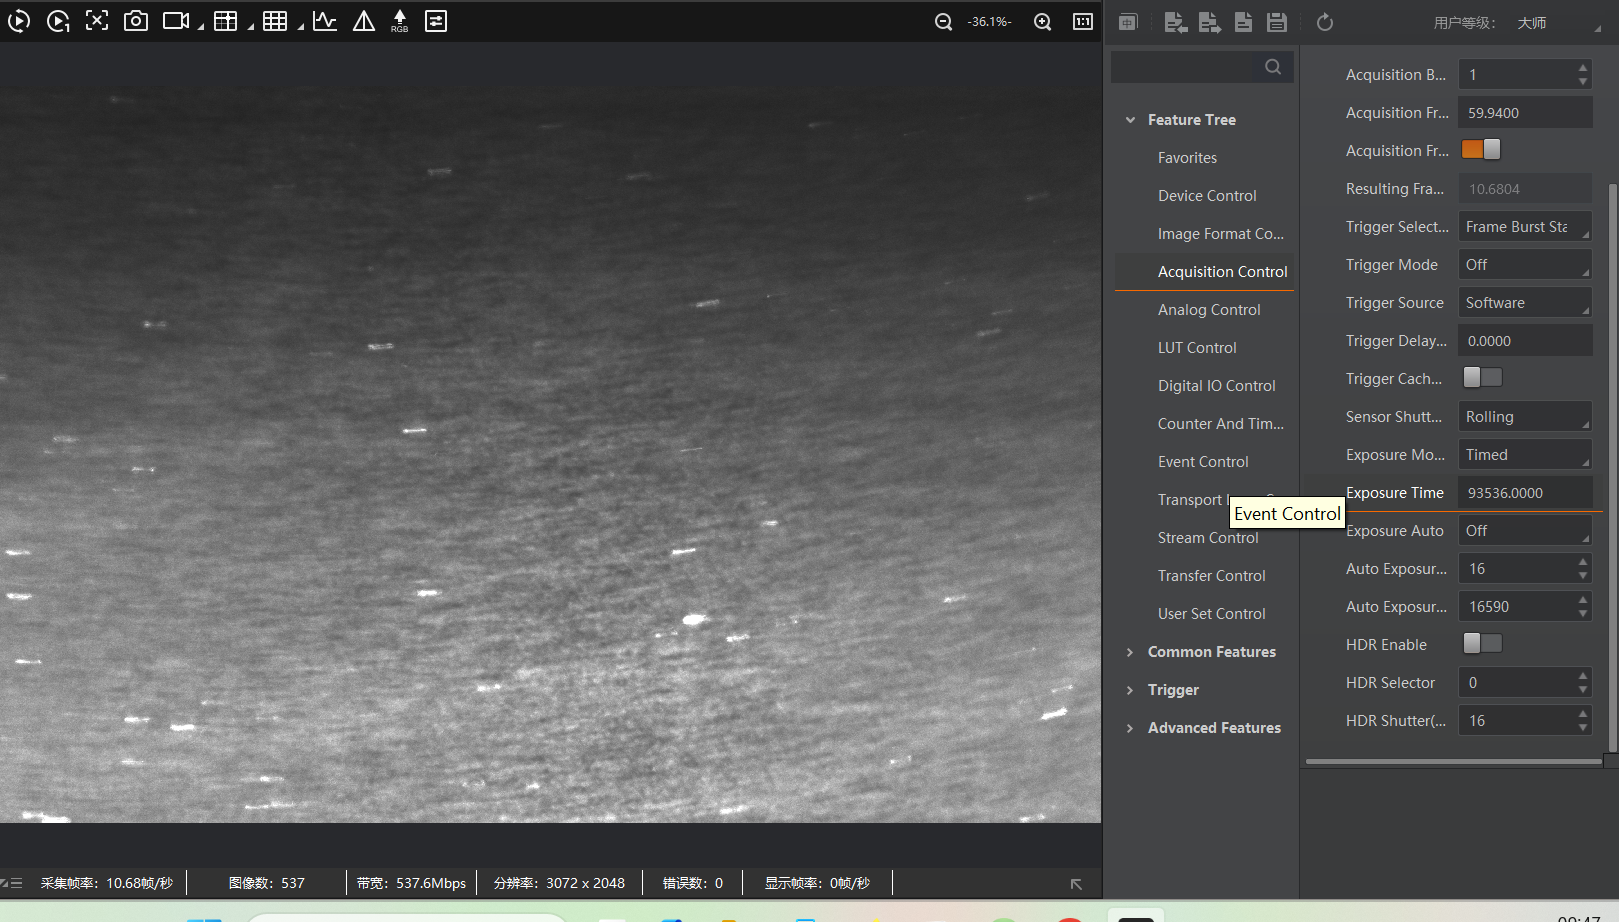 RGB
-36.1%-
1:1
中
用户等级：
大师
Feature Tree
Favorites
Device Control
Image Format Co...
Acquisition Control
Analog Control
LUT Control
Digital IO Control
Counter And Tim...
Event Control
Transport
Event Control
Stream Control
Transfer Control
User Set Control
Common Features
Trigger
Advanced Features
Acquisition B... 1
Acquisition Fr... 59.9400
Acquisition Fr...
Resulting Fra... 10.6804
Trigger Select... Frame Burst Sta
Trigger Mode Off
Trigger Source Software
Trigger Delay... 0.0000
Trigger Cach...
Sensor Shutt... Rolling
Exposure Mo... Timed
Exposure Time 93536.0000
Exposure Auto Off
Auto Exposur... 16
Auto Exposur... 16590
HDR Enable
HDR Selector 0
HDR Shutter(... 16
采集帧率：10.68帧/秒
图像数：537
带宽：537.6Mbps
分辨率：3072 x 2048
错误数：0
显示帧率：0帧/秒